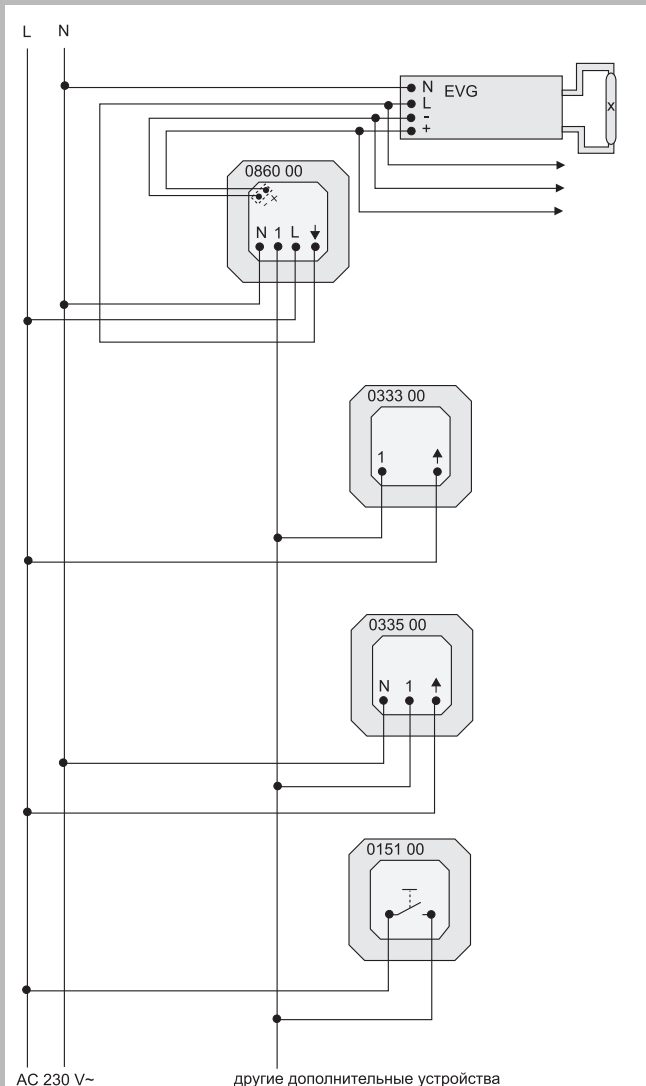 L N
N EVG
L
-
+
x
0860 00
x
N 1 L
0333 00
1
0335 00
N 1
0151 00
AC 230 V~ другие дополнительные устройства